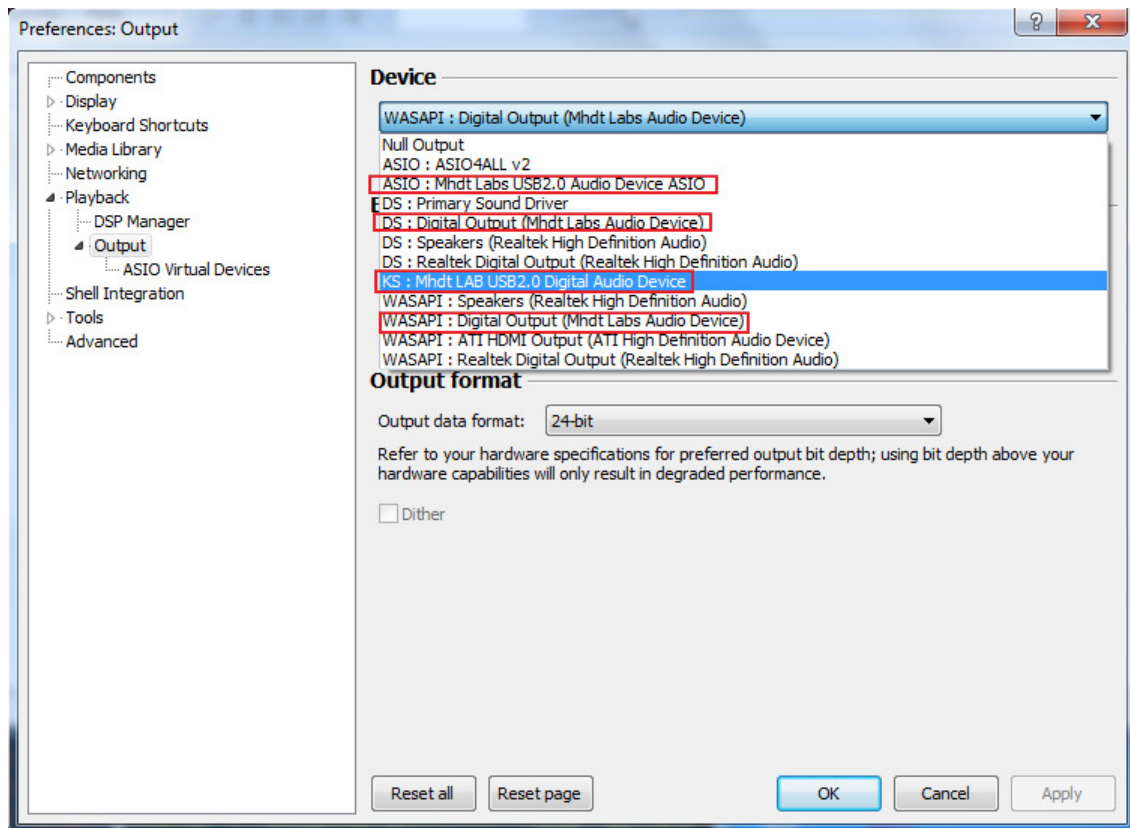 Preferences: Output
Components
Display
Keyboard Shortcuts
Media Library
Networking
Playback
DSP Manager
Output
ASIO Virtual Devices
Shell Integration
Tools
Advanced
Device
WASAPI : Digital Output (Mhdt Labs Audio Device)
Null Output
ASIO : ASIO4ALL v2
ASIO : Mhdt Labs USB2.0 Audio Device ASIO
DS : Primary Sound Driver
DS : Digital Output (Mhdt Labs Audio Device)
DS : Speakers (Realtek High Definition Audio)
DS : Realtek Digital Output (Realtek High Definition Audio)
KS : Mhdt LAB USB2.0 Digital Audio Device
WASAPI : Speakers (Realtek High Definition Audio)
WASAPI : Digital Output (Mhdt Labs Audio Device)
WASAPI : ATI HDMI Output (ATI High Definition Audio Device)
WASAPI : Realtek Digital Output (Realtek High Definition Audio)
Output format
Output data format: 24-bit
Refer to your hardware specifications for preferred output bit depth; using bit depth above your
hardware capabilities will only result in degraded performance.
Dither
Reset all Reset page OK Cancel Apply